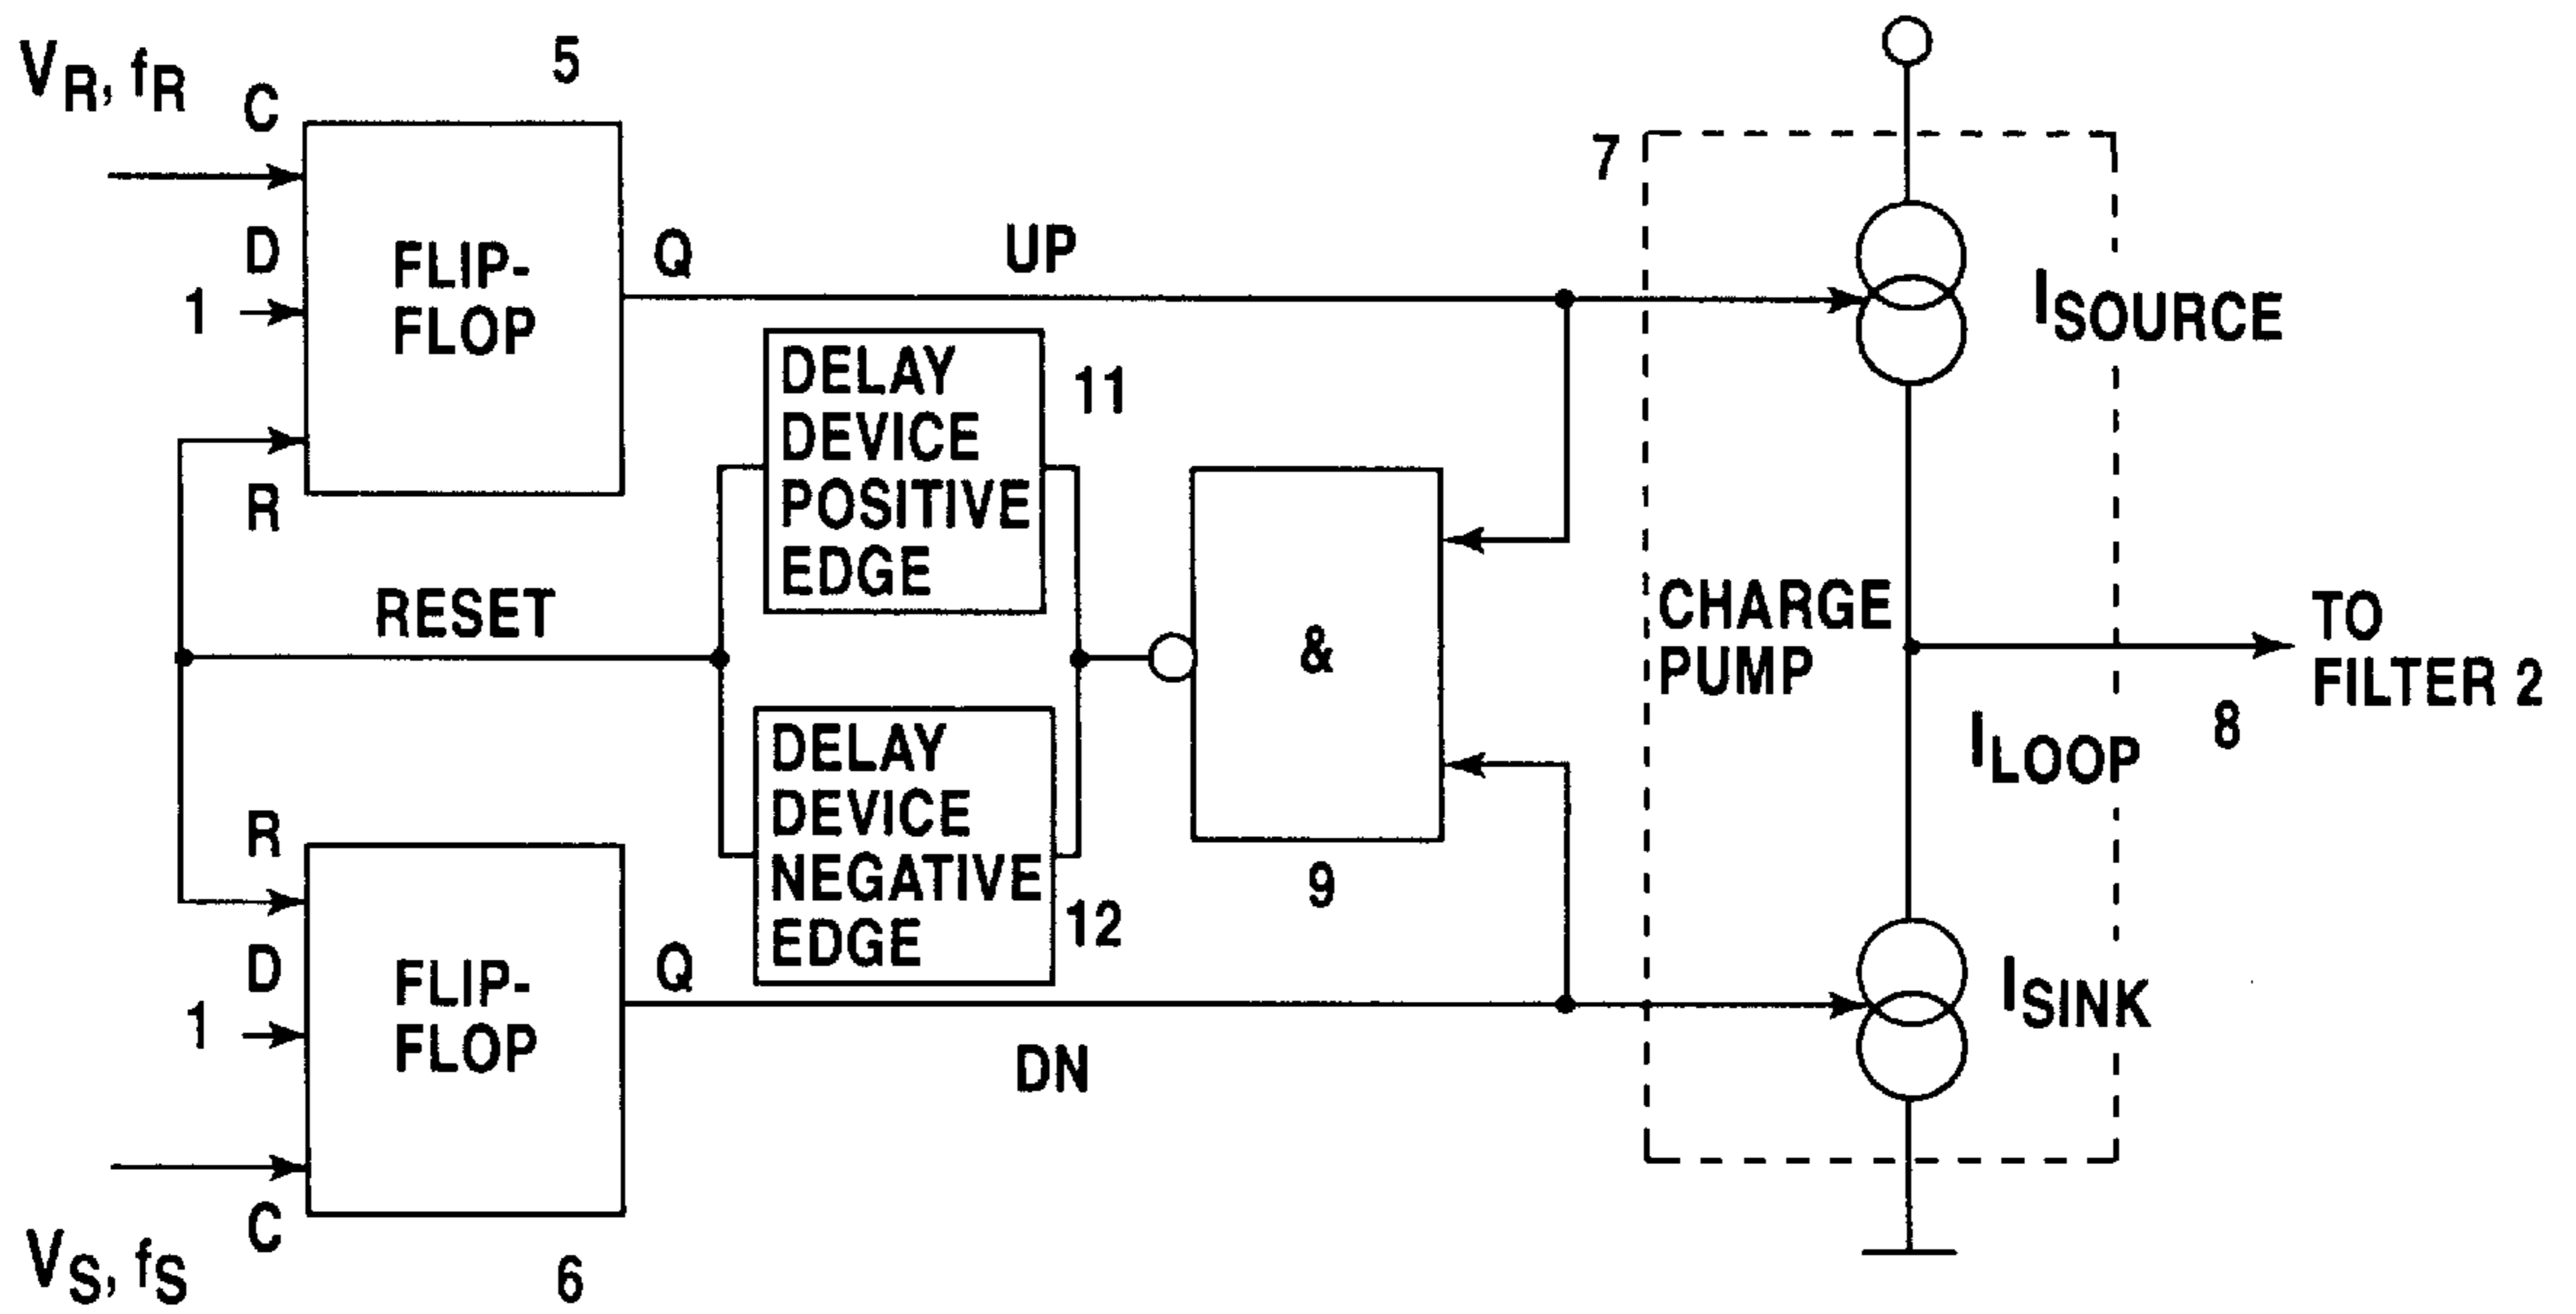 V_R, f_R
C
5
D
1
FLIP-
FLOP
R
Q
UP
7
I_SOURCE
DELAY
DEVICE
POSITIVE
EDGE
11
RESET
&
9
CHARGE
PUMP
TO
FILTER 2
8
I_LOOP
DELAY
DEVICE
NEGATIVE
EDGE
12
R
D
1
FLIP-
FLOP
Q
DN
I_SINK
C
V_S, f_S
6